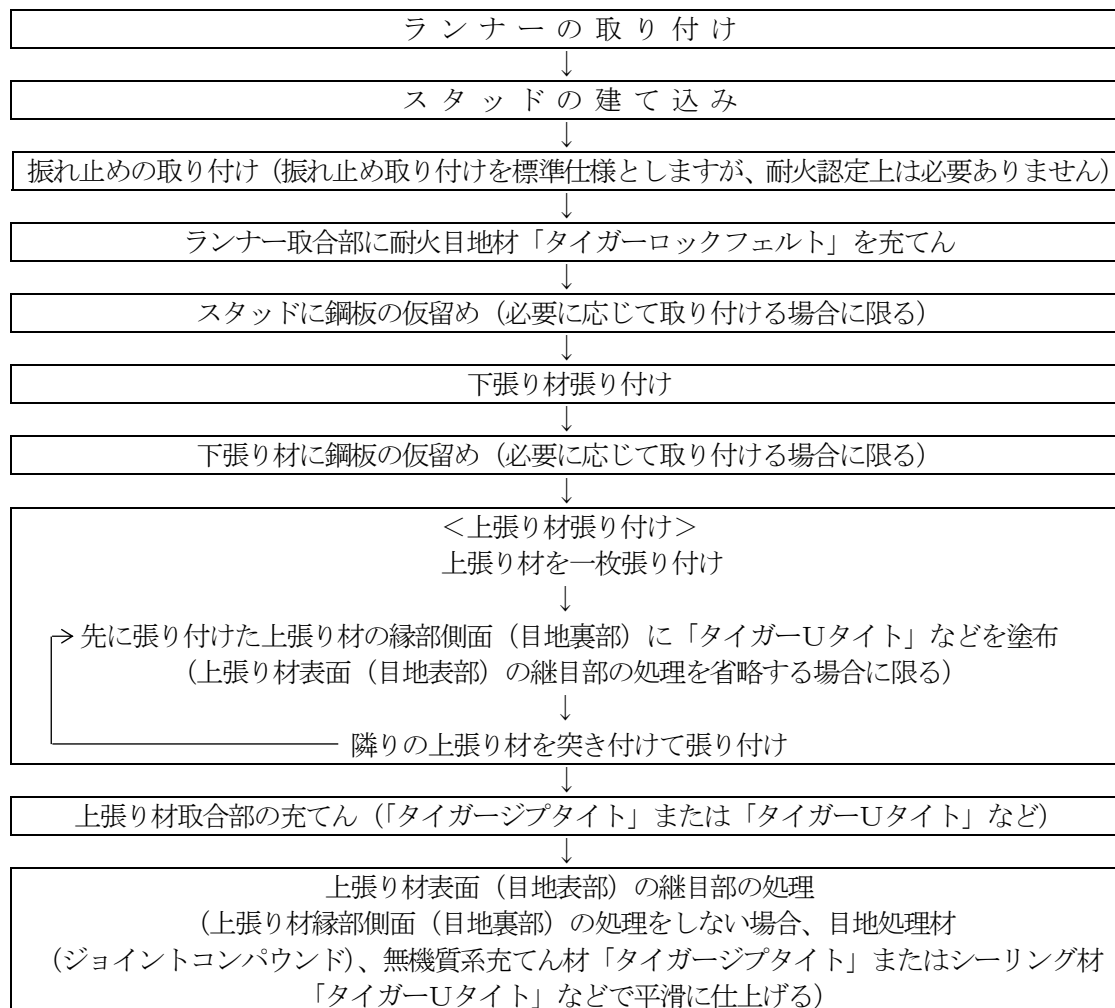 ランナーの取り付け
↓
スタッドの建て込み
↓
振れ止めの取り付け（振れ止め取り付けを標準仕様としますが、耐火認定上は必要ありません）
↓
ランナー取合部に耐火目地材「タイガーロックフェルト」を充てん
↓
スタッドに鋼板の仮留め（必要に応じて取り付ける場合に限る）
↓
下張り材張り付け
↓
下張り材に鋼板の仮留め（必要に応じて取り付ける場合に限る）
↓
＜上張り材張り付け＞
上張り材を一枚張り付け
↓
先に張り付けた上張り材の縁部側面（目地裏部）に「タイガーＵタイト」などを塗布
（上張り材表面（目地表部）の継目部の処理を省略する場合に限る）
↓
隣りの上張り材を突き付けて張り付け
↓
上張り材取合部の充てん（「タイガージプタイト」または「タイガーＵタイト」など）
↓
上張り材表面（目地表部）の継目部の処理
（上張り材縁部側面（目地裏部）の処理をしない場合、目地処理材
（ジョイントコンパウンド）、無機質系充てん材「タイガージプタイト」またはシーリング材
「タイガーＵタイト」などで平滑に仕上げる）